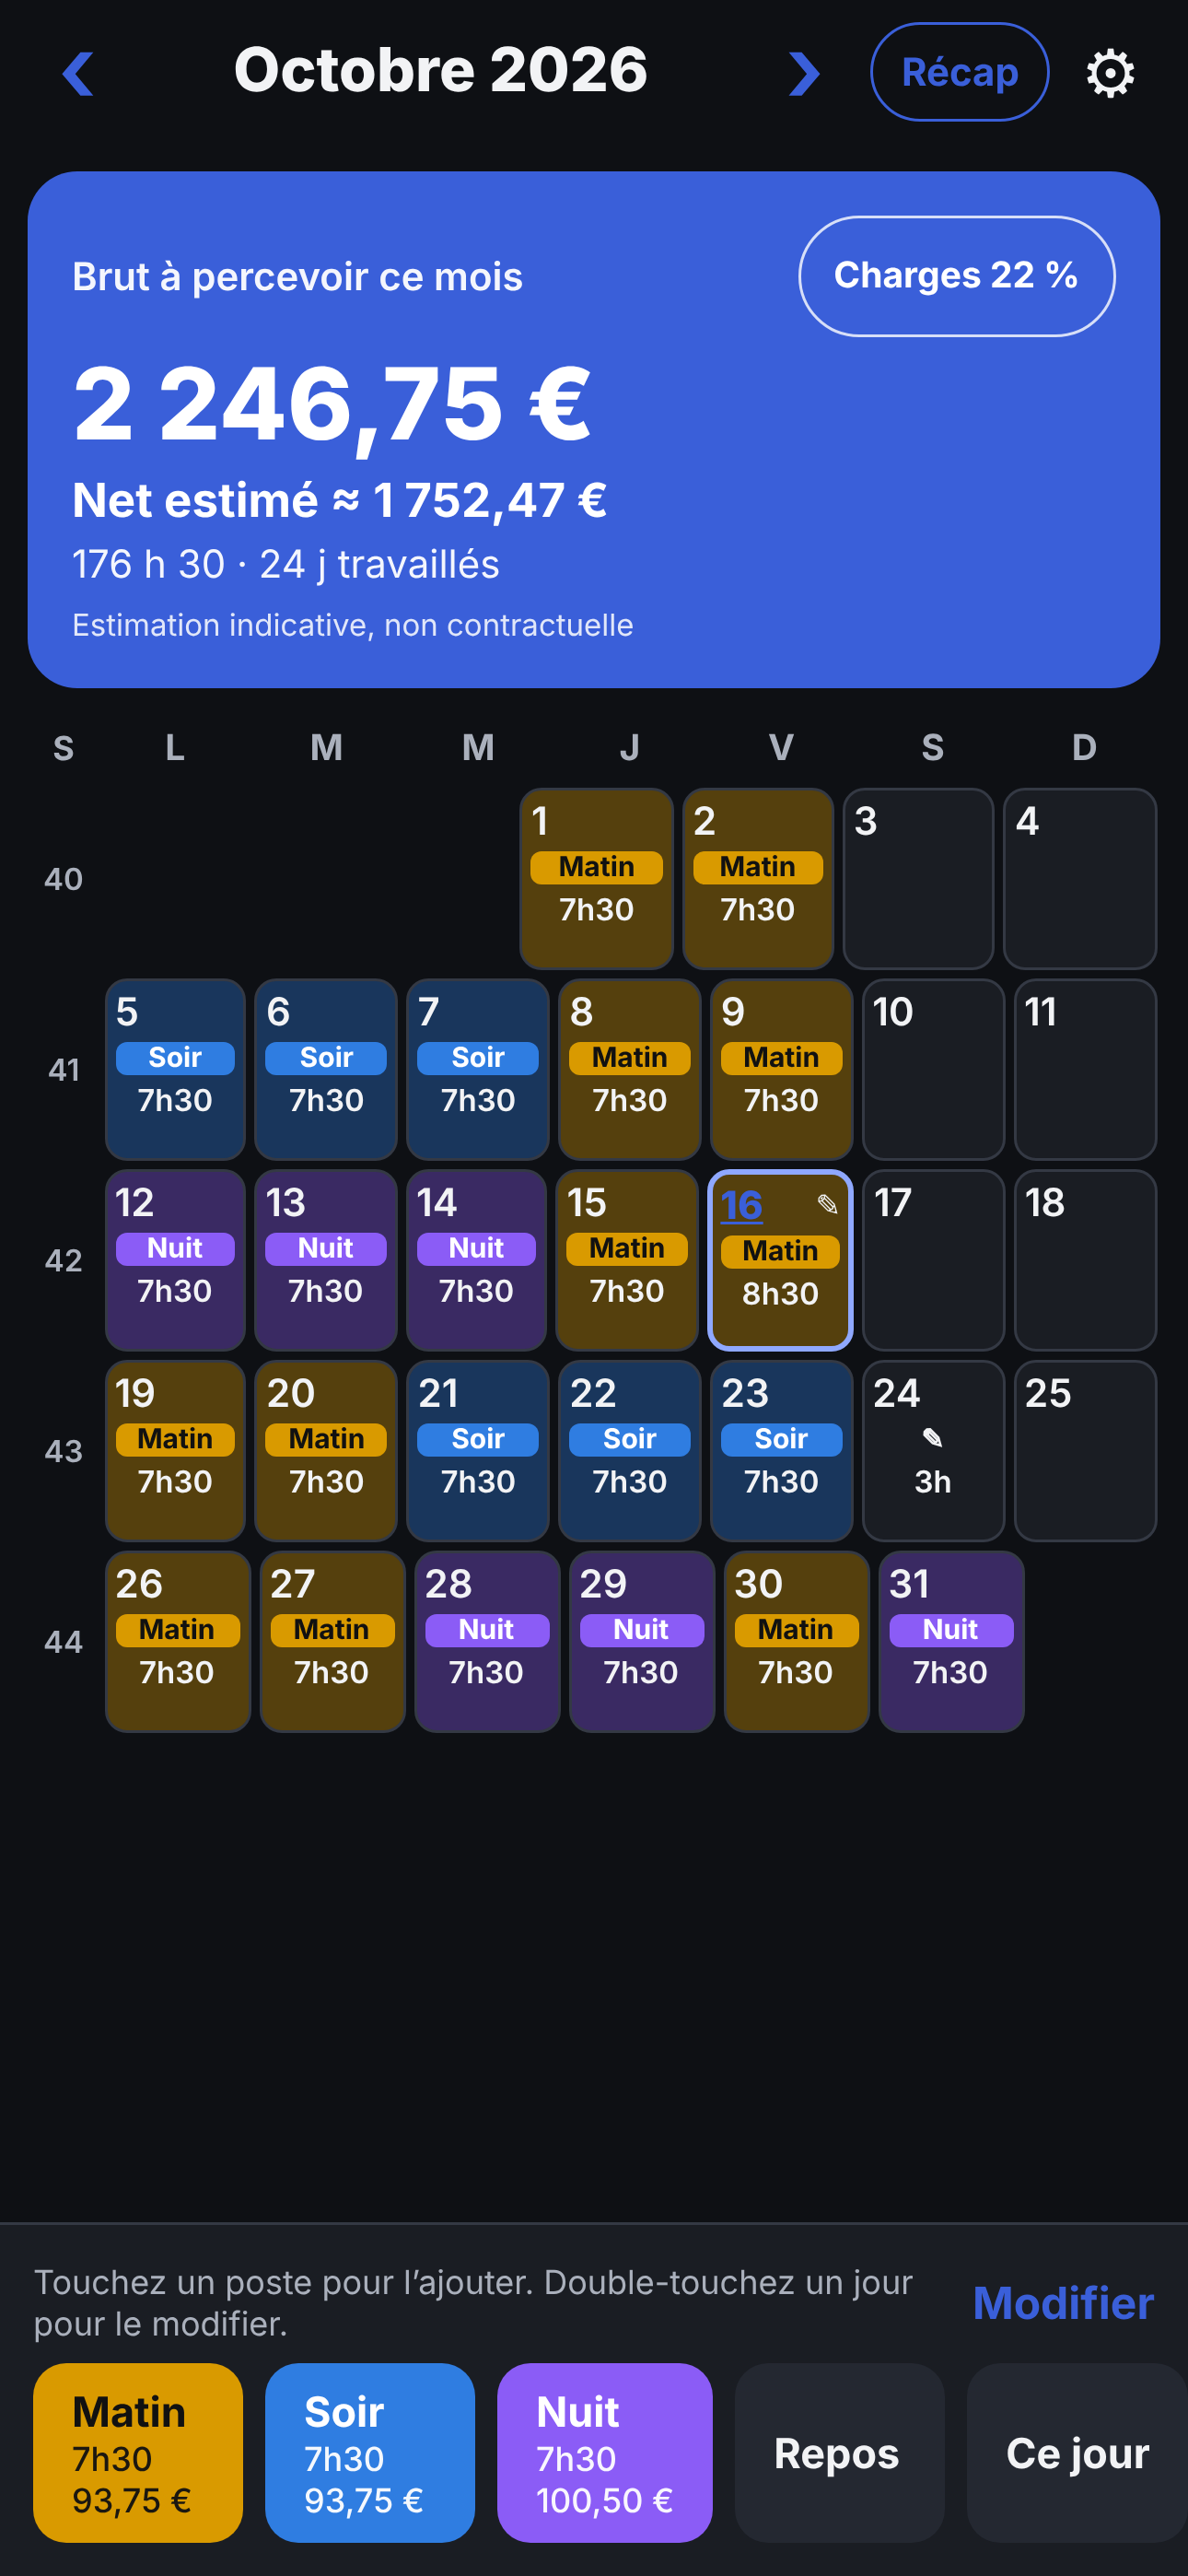 ‹ Octobre 2026 › Récap ⚙
Brut à percevoir ce mois
Charges 22 %
2 246,75 €
Net estimé ≈ 1 752,47 €
176 h 30 · 24 j travaillés
Estimation indicative, non contractuelle
S L M M J V S D
40
1 2 3 4
Matin Matin
7h30 7h30
41
5 6 7 8 9 10 11
Soir Soir Soir Matin Matin
7h30 7h30 7h30 7h30 7h30
42
12 13 14 15 16 ✎ 17 18
Nuit Nuit Nuit Matin Matin
7h30 7h30 7h30 7h30 8h30
43
19 20 21 22 23 24 25
Matin Matin Soir Soir Soir ✎
7h30 7h30 7h30 7h30 7h30 3h
44
26 27 28 29 30 31
Matin Matin Nuit Nuit Matin Nuit
7h30 7h30 7h30 7h30 7h30 7h30
Touchez un poste pour l’ajouter. Double-touchez un jour
pour le modifier.
Modifier
Matin Soir Nuit Repos Ce jour
7h30 7h30 7h30
93,75 € 93,75 € 100,50 €